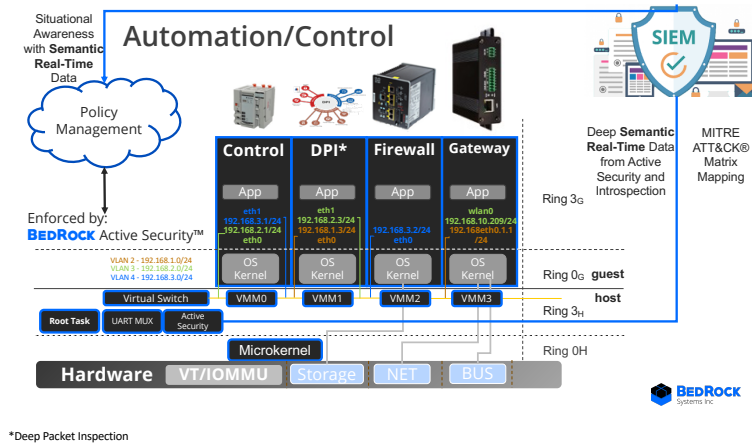 Situational
Awareness
with Semantic
Real-Time
Data
Automation/Control
SIEM
Policy
Management
Deep Semantic
Real-Time Data
from Active
Security and
Introspection
MITRE
ATT&CK®
Matrix
Mapping
Enforced by:
BEDROCK Active Security™
Control
DPI*
Firewall
Gateway
App
App
App
App
eth1
192.168.3.1/24
192.168.2.1/24
eth0
eth1
192.168.2.3/24
192.168.1.3/24
eth0
192.168.3.2/24
eth0
wlan0
192.168.10.209/24
192.168eth0.1.1
/24
Ring 3G
VLAN 2 - 192.168.1.0/24
VLAN 3 - 192.168.2.0/24
VLAN 4 - 192.168.3.0/24
OS
Kernel
OS
Kernel
OS
Kernel
OS
Kernel
Ring 0G guest
host
Virtual Switch
VMM0
VMM1
VMM2
VMM3
Ring 3H
Root Task
UART MUX
Active
Security
Microkernel
Ring 0H
Hardware
VT/IOMMU
Storage
NET
BUS
BEDROCK
Systems Inc
*Deep Packet Inspection